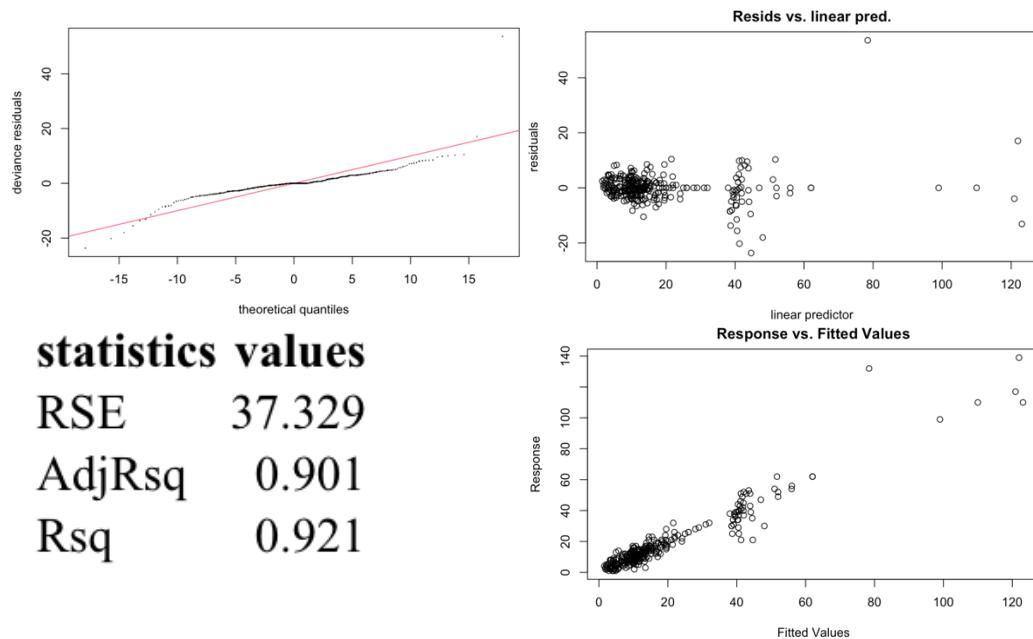 deviance residuals
-20 0 20 40
-15 -10 -5 0 5 10 15
theoretical quantiles
Resids vs. linear pred.
residuals
-20 0 20 40
0 20 40 60 80 100 120
linear predictor
statistics values
RSE 37.329
AdjRsq 0.901
Rsq 0.921
Response vs. Fitted Values
Response
0 20 40 60 80 100 120 140
0 20 40 60 80 100 120
Fitted Values